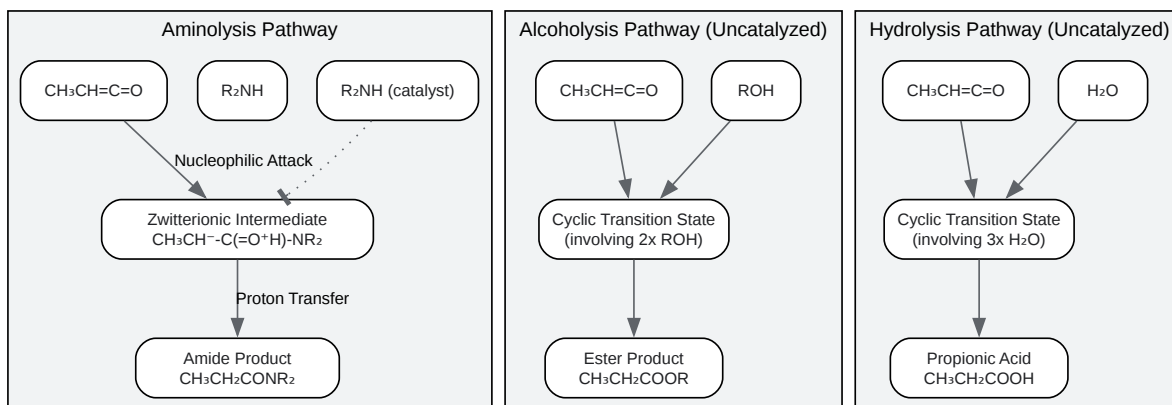 Aminolysis Pathway
CH₃CH=C=O
R₂NH
R₂NH (catalyst)
Nucleophilic Attack
Zwitterionic Intermediate
CH₃CH⁻-C(=O⁺H)-NR₂
Proton Transfer
Amide Product
CH₃CH₂CONR₂
Alcoholysis Pathway (Uncatalyzed)
CH₃CH=C=O
ROH
Cyclic Transition State
(involving 2x ROH)
Ester Product
CH₃CH₂COOR
Hydrolysis Pathway (Uncatalyzed)
CH₃CH=C=O
H₂O
Cyclic Transition State
(involving 3x H₂O)
Propionic Acid
CH₃CH₂COOH